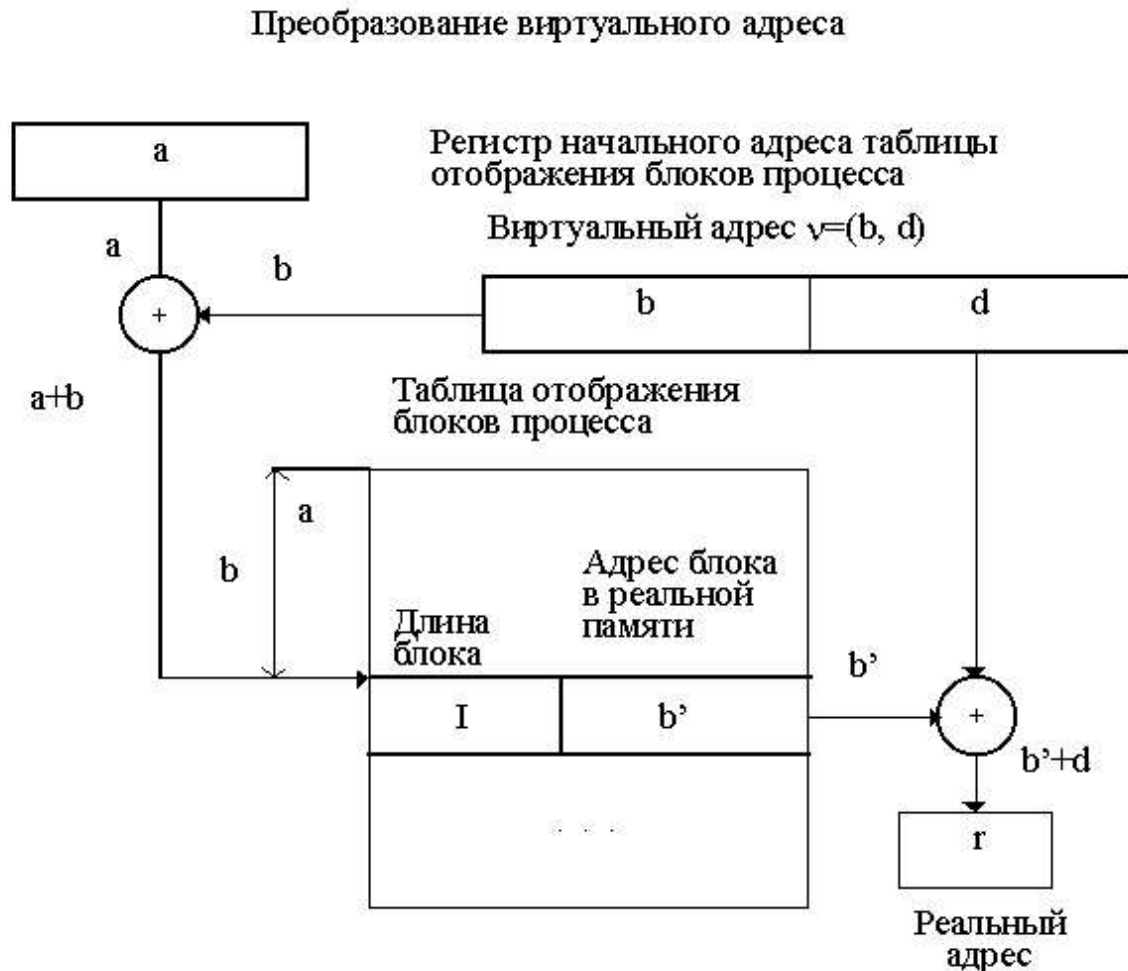 Преобразование виртуального адреса
a
Регистр начального адреса таблицы
отображения блоков процесса
Виртуальный адрес v=(b, d)
a
b
b
d
+
a+b
Таблица отображения
блоков процесса
a
b
Адрес блока
в реальной
памяти
Длина
блока
b’
I
b’
+
b’+d
. . .
r
Реальный
адрес